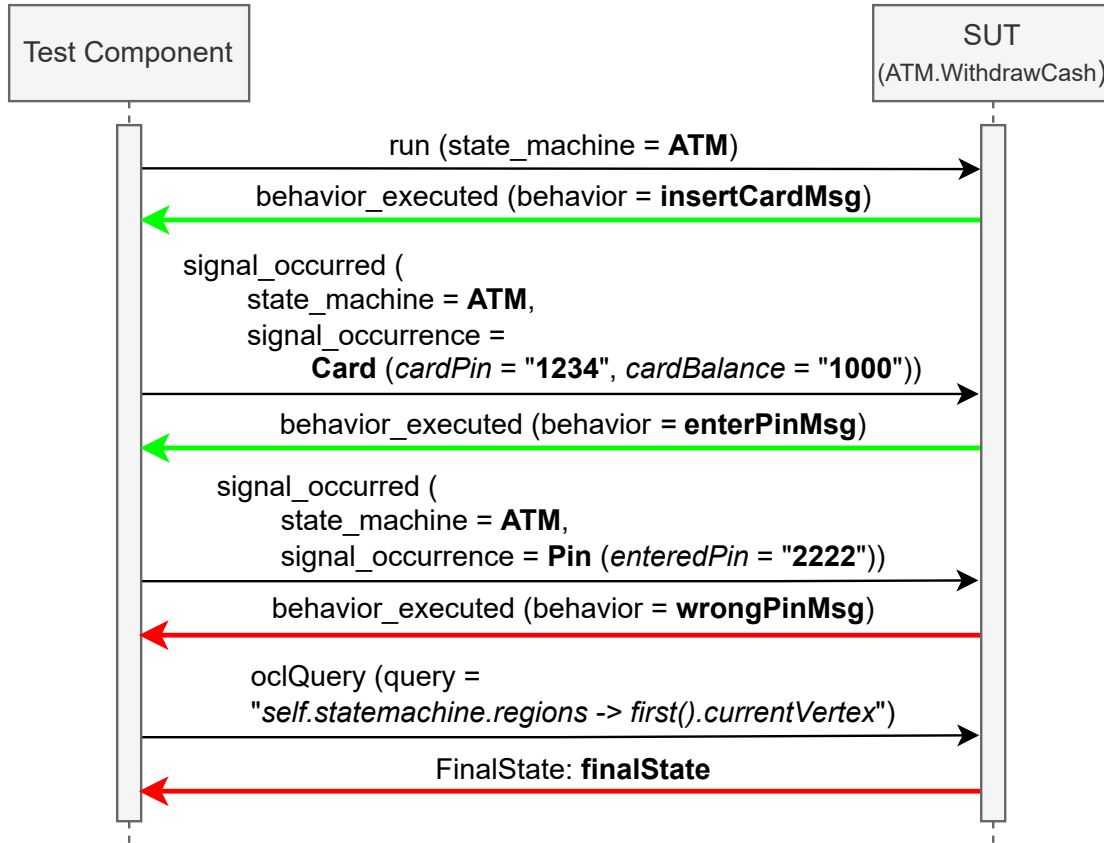 Test Component
SUT
(ATM.WithdrawCash)
run (state_machine = ATM)
behavior_executed (behavior = insertCardMsg)
signal_occurred (
state_machine = ATM,
signal_occurrence =
Card (cardPin = "1234", cardBalance = "1000"))
behavior_executed (behavior = enterPinMsg)
signal_occurred (
state_machine = ATM,
signal_occurrence = Pin (enteredPin = "2222"))
behavior_executed (behavior = wrongPinMsg)
oclQuery (query =
"self.statemachine.regions -> first().currentVertex")
FinalState: finalState